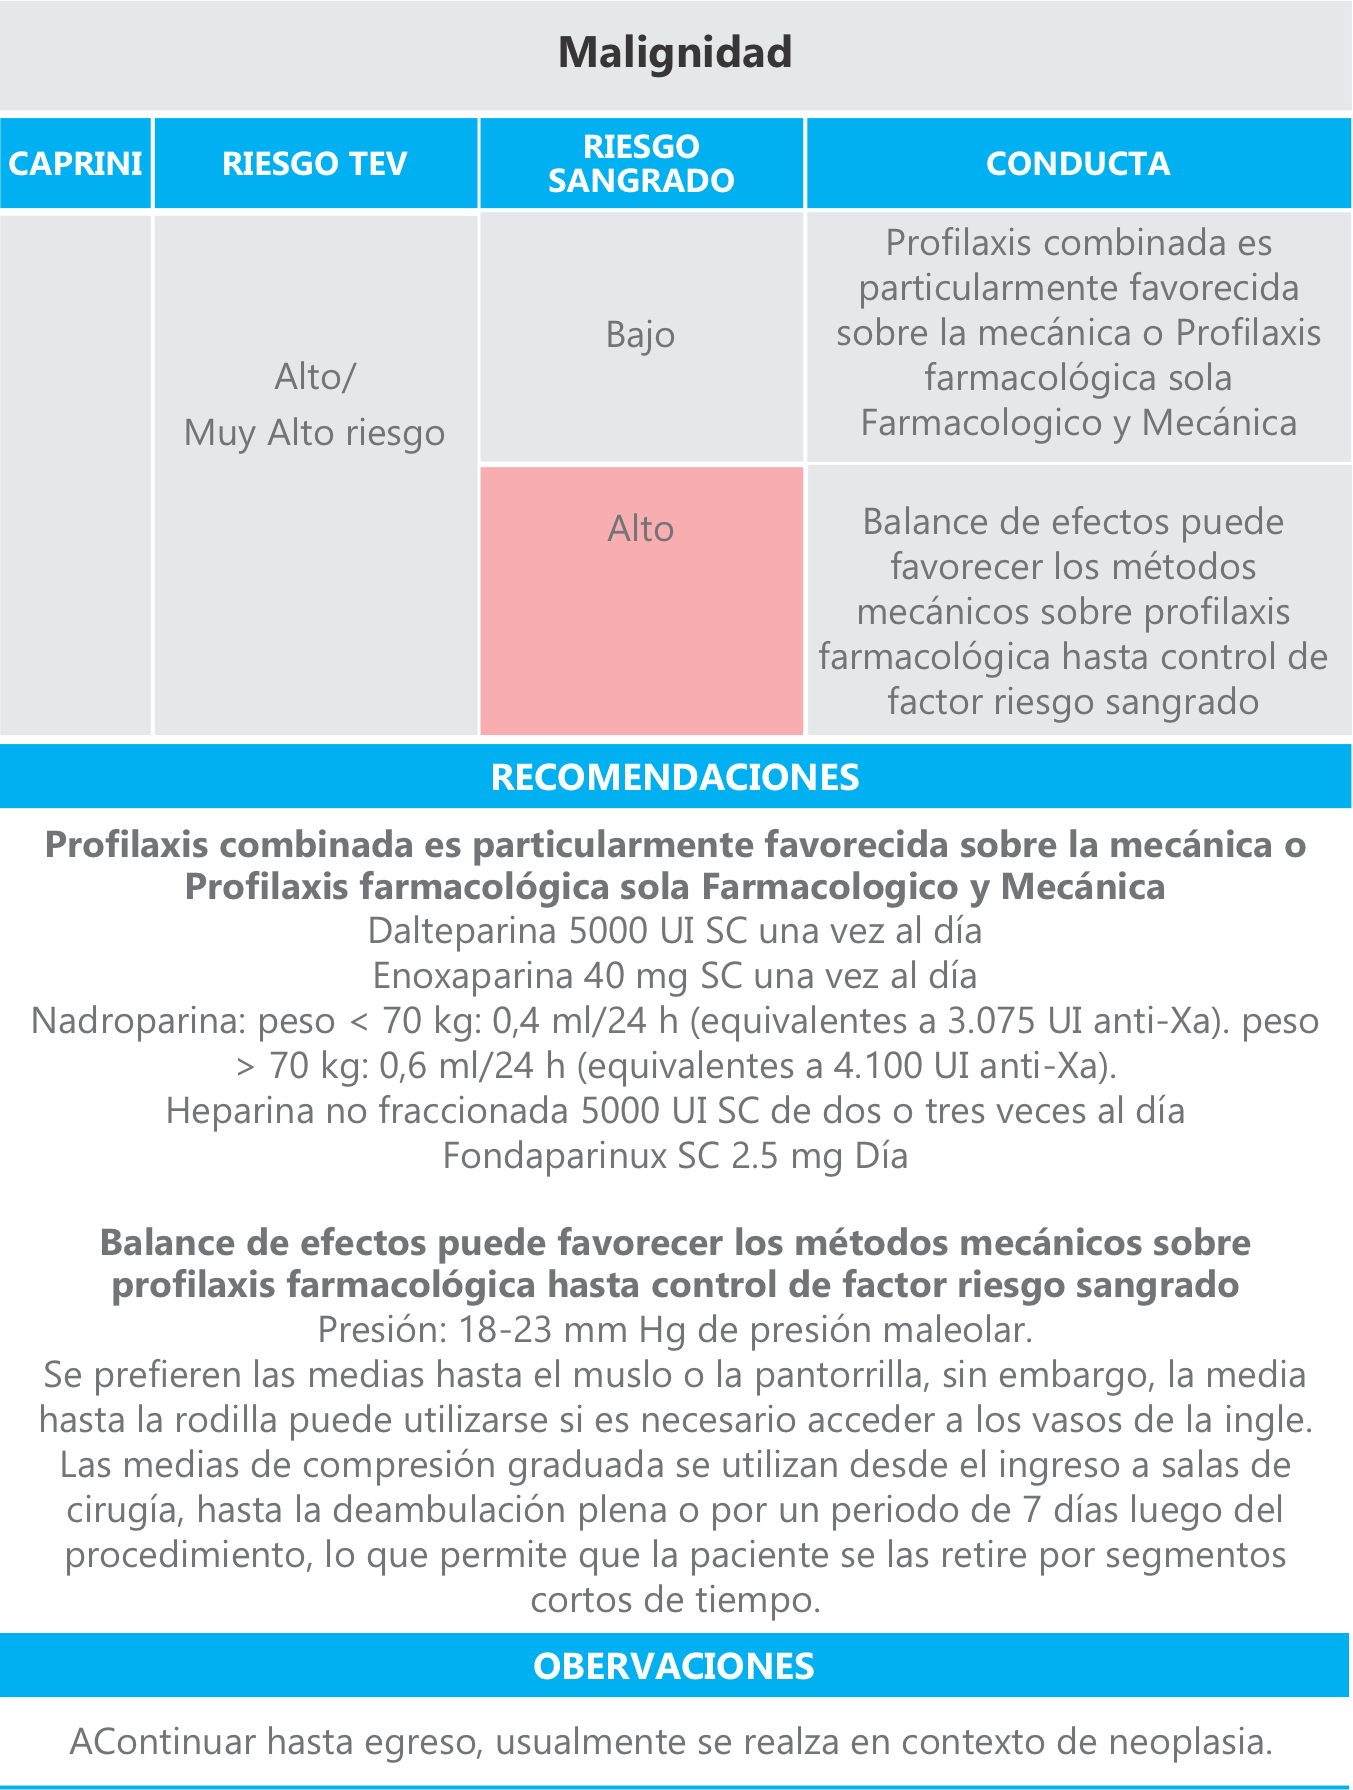 Malignidad
CAPRINI
RIESGO TEV
RIESGO
SANGRADO
CONDUCTA
Alto/
Muy Alto riesgo
Bajo
Profilaxis combinada es
particularmente favorecida
sobre la mecánica o Profilaxis
farmacológica sola
Farmacologico y Mecánica
Alto
Balance de efectos puede
favorecer los métodos
mecánicos sobre profilaxis
farmacológica hasta control de
factor riesgo sangrado
RECOMENDACIONES
Profilaxis combinada es particularmente favorecida sobre la mecánica o
Profilaxis farmacológica sola Farmacologico y Mecánica
Dalteparina 5000 UI SC una vez al día
Enoxaparina 40 mg SC una vez al día
Nadroparina: peso < 70 kg: 0,4 ml/24 h (equivalentes a 3.075 UI anti-Xa). peso
> 70 kg: 0,6 ml/24 h (equivalentes a 4.100 UI anti-Xa).
Heparina no fraccionada 5000 UI SC de dos o tres veces al día
Fondaparinux SC 2.5 mg Día
Balance de efectos puede favorecer los métodos mecánicos sobre
profilaxis farmacológica hasta control de factor riesgo sangrado
Presión: 18-23 mm Hg de presión maleolar.
Se prefieren las medias hasta el muslo o la pantorrilla, sin embargo, la media
hasta la rodilla puede utilizarse si es necesario acceder a los vasos de la ingle.
Las medias de compresión graduada se utilizan desde el ingreso a salas de
cirugía, hasta la deambulación plena o por un periodo de 7 días luego del
procedimiento, lo que permite que la paciente se las retire por segmentos
cortos de tiempo.
OBERVACIONES
AContinuar hasta egreso, usualmente se realza en contexto de neoplasia.